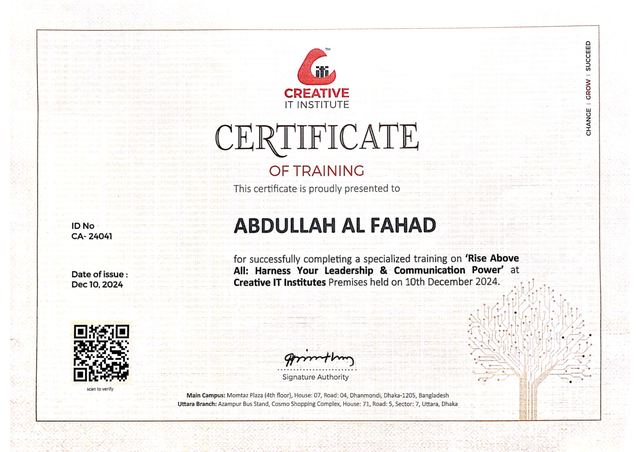 CREATIVE
IT INSTITUTE
CHANGE | GROW | SUCCEED
CERTIFICATE
OF TRAINING
This certificate is proudly presented to
ID No
CA- 24041
ABDULLAH AL FAHAD
for successfully completing a specialized training on ‘Rise Above
All: Harness Your Leadership & Communication Power’ at
Creative IT Institutes Premises held on 10th December 2024.
Date of issue :
Dec 10, 2024
scan to verify
Signature Authority
Main Campus: Momtaz Plaza (4th floor), House: 07, Road: 04, Dhanmondi, Dhaka-1205, Bangladesh
Uttara Branch: Azampur Bus Stand, Cosmo Shopping Complex, House: 71, Road: 5, Sector: 7, Uttara, Dhaka